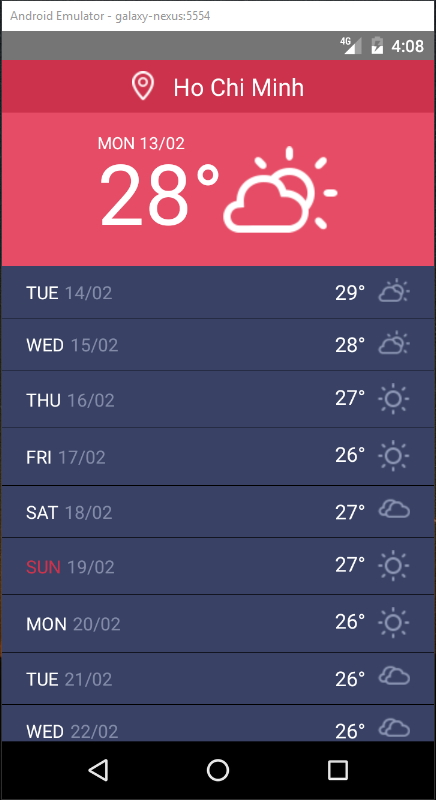 Android Emulator - galaxy-nexus:5554
4G 4:08
Ho Chi Minh
MON 13/02
28°
TUE 14/02 29°
WED 15/02 28°
THU 16/02 27°
FRI 17/02 26°
SAT 18/02 27°
SUN 19/02 27°
MON 20/02 26°
TUE 21/02 26°
WED 22/02 26°